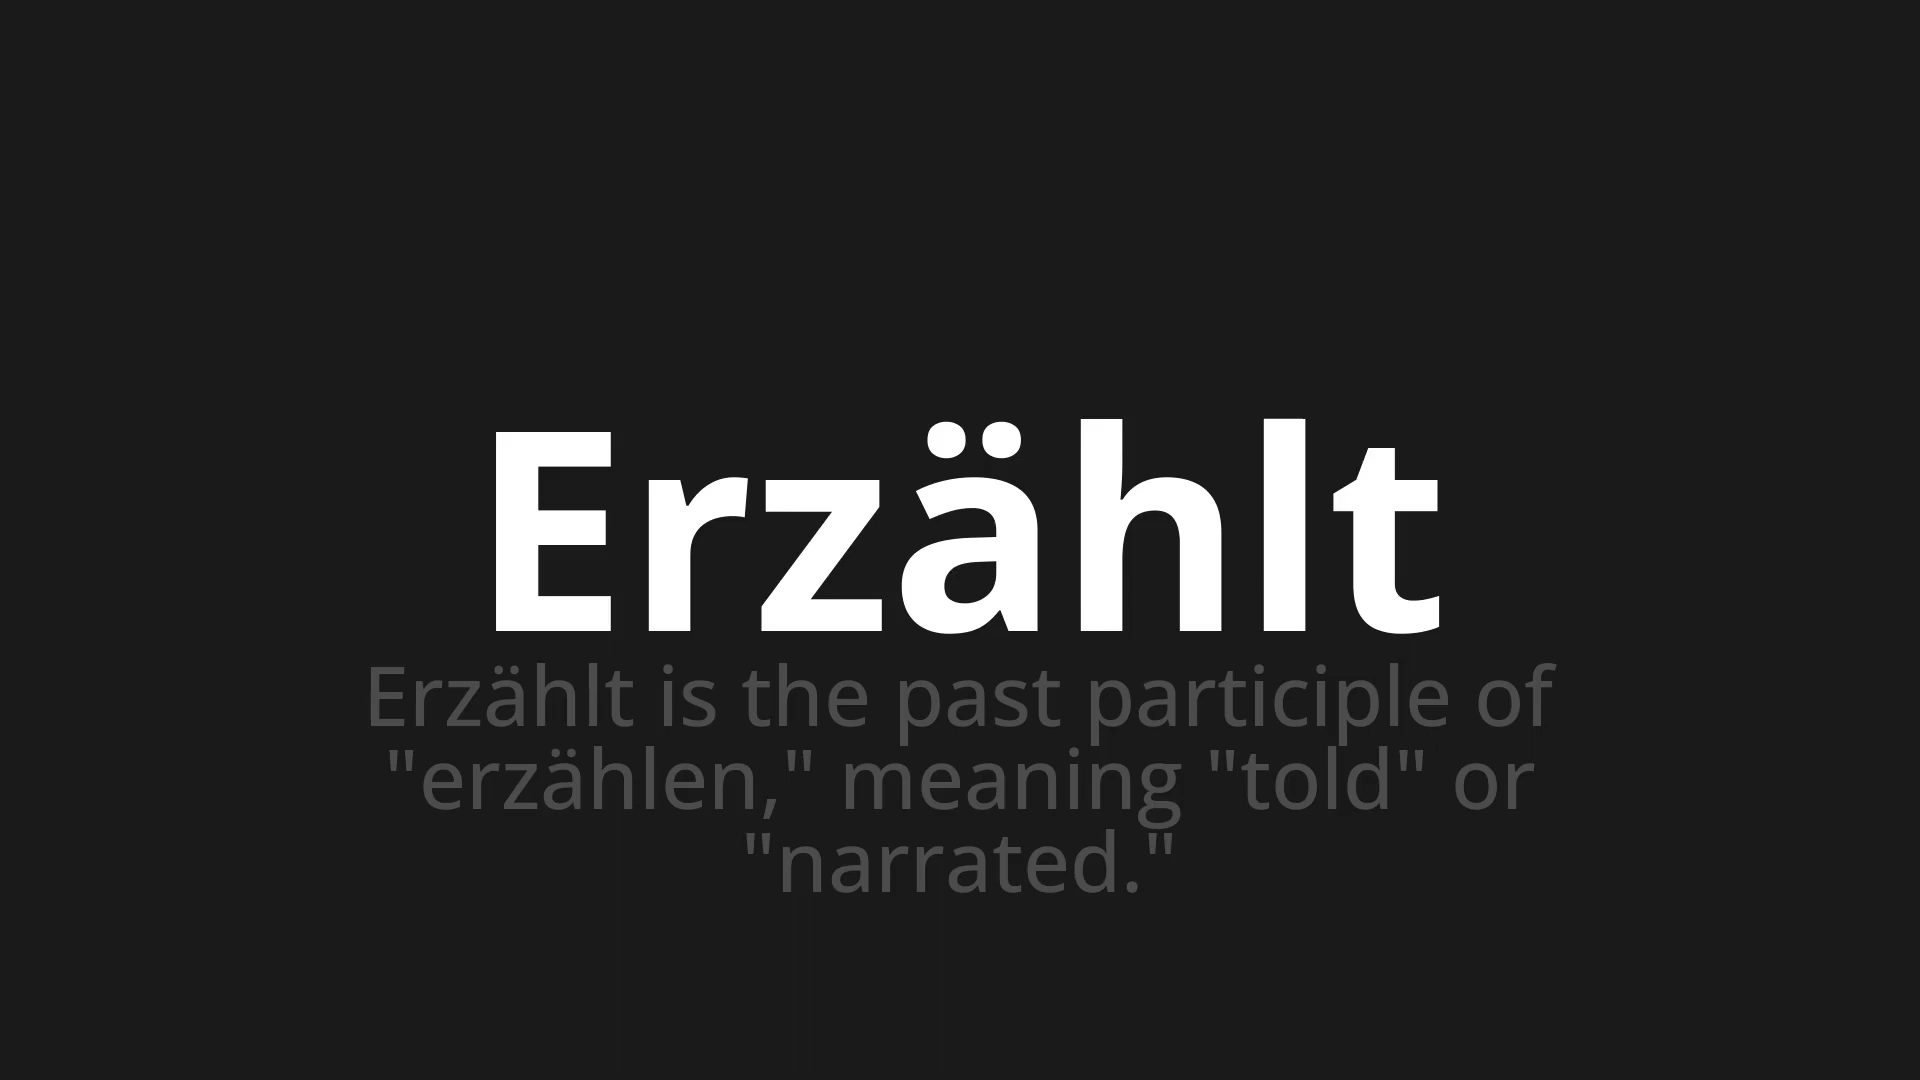 Erzählt
Erzählt is the past participle of
"erzählen," meaning "told" or
"narrated."